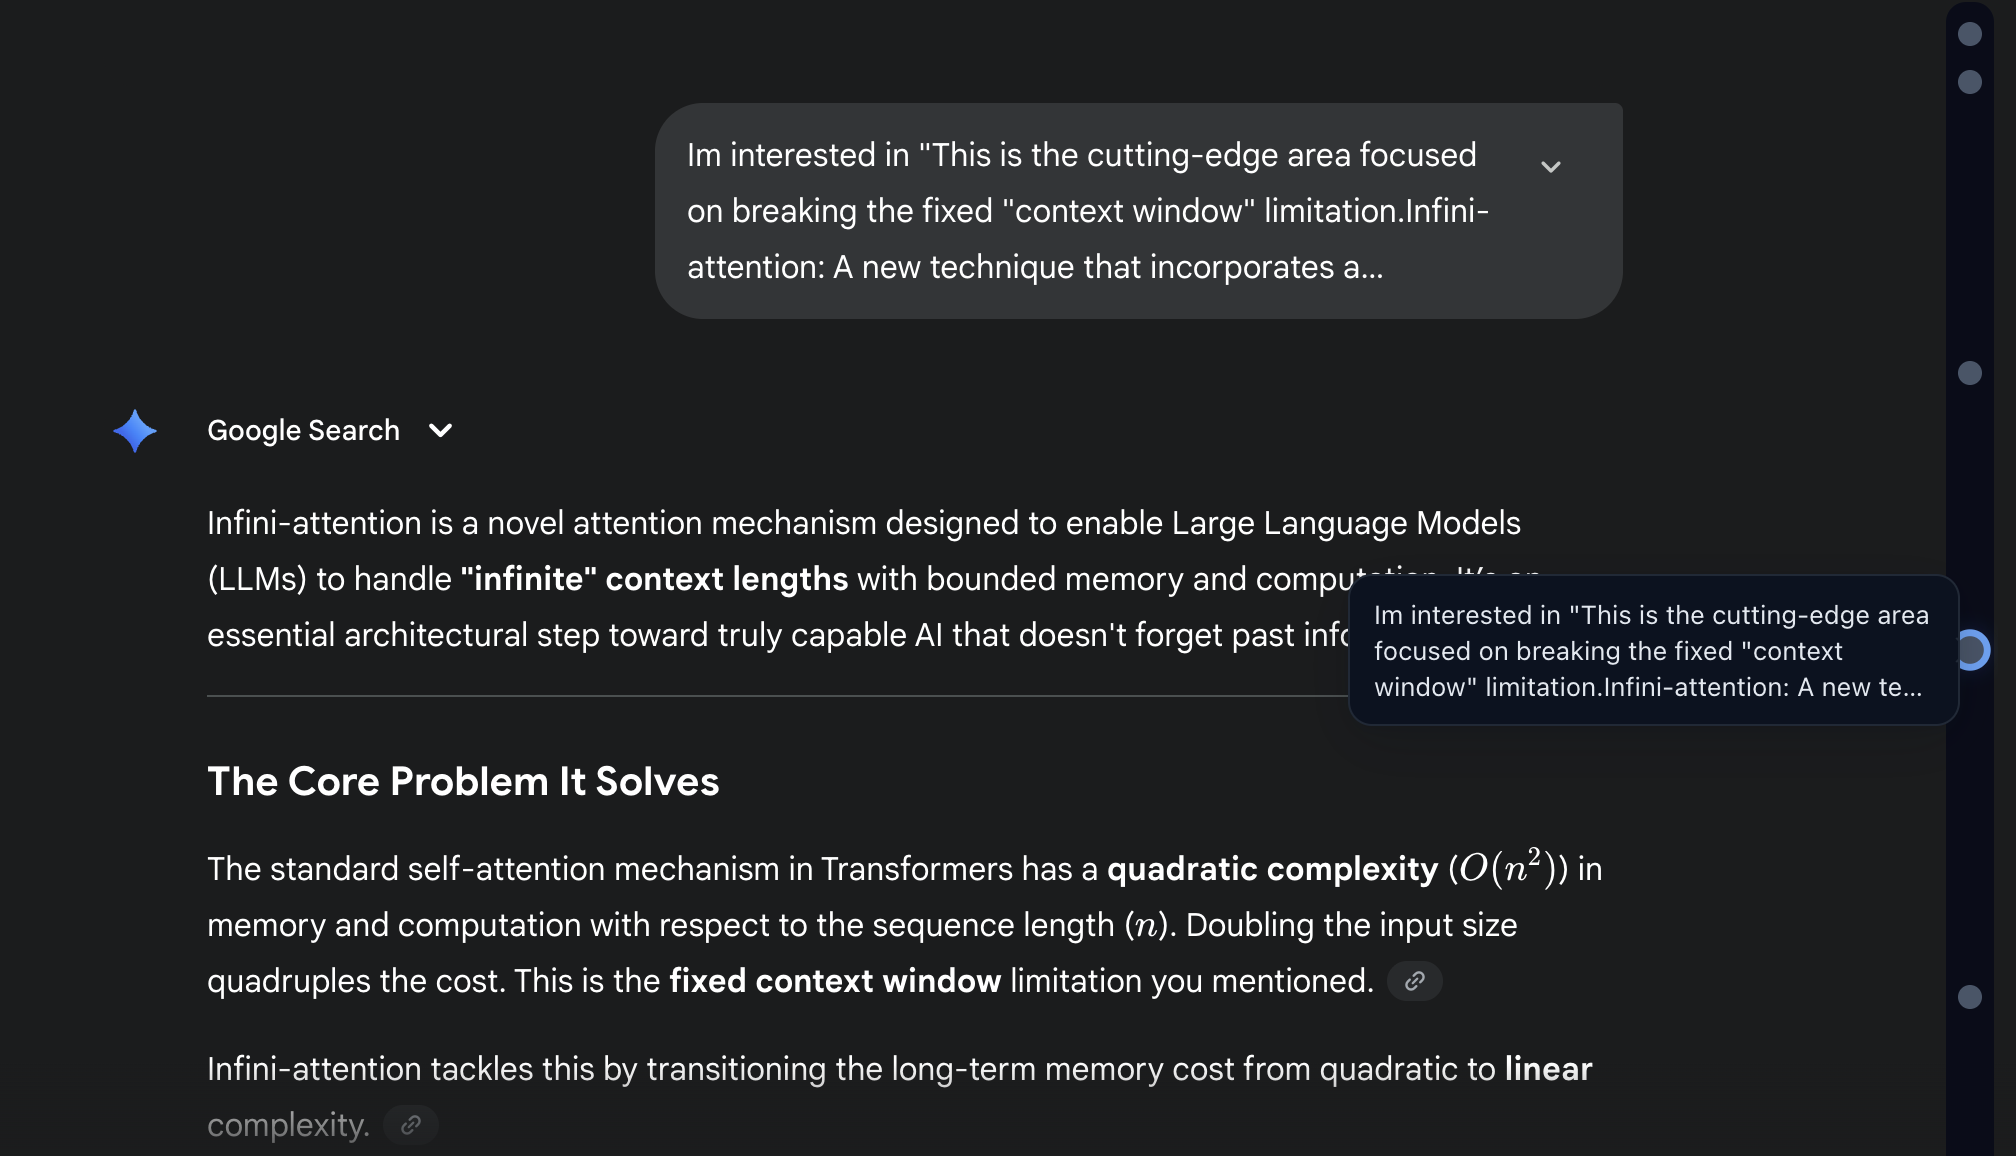 Im interested in "This is the cutting-edge area focused
on breaking the fixed "context window" limitation.Infini-
attention: A new technique that incorporates a...
Google Search
Infini-attention is a novel attention mechanism designed to enable Large Language Models
(LLMs) to handle "infinite" context lengths with bounded memory and computation. It's an
essential architectural step toward truly capable AI that doesn't forget past
Im interested in "This is the cutting-edge area
focused on breaking the fixed "context
window" limitation.Infini-attention: A new te...
The Core Problem It Solves
The standard self-attention mechanism in Transformers has a quadratic complexity (O(n²)) in
memory and computation with respect to the sequence length (n). Doubling the input size
quadruples the cost. This is the fixed context window limitation you mentioned.
Infini-attention tackles this by transitioning the long-term memory cost from quadratic to linear
complexity.